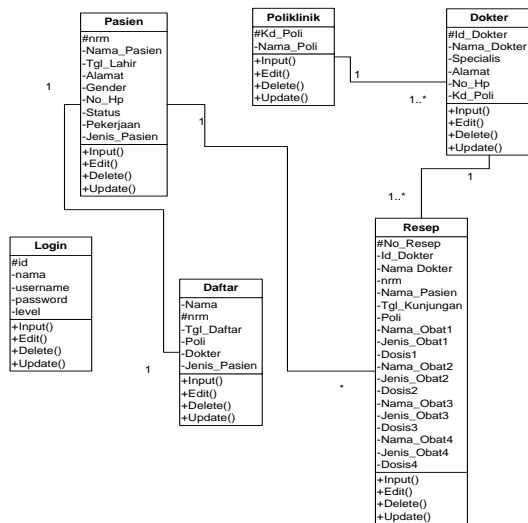 Pasien
#nrm
-Nama_Pasien
-Tgl_Lahir
-Alamat
-Gender
-No_Hp
-Status
-Pekerjaan
-Jenis_Pasien
+Input()
+Edit()
+Delete()
+Update()
Poliklinik
#Kd_Poli
-Nama_Poli
+Input()
+Edit()
+Delete()
+Update()
Dokter
#Id_Dokter
-Nama_Dokter
-Specialis
-Alamat
-No_Hp
-Kd_Poli
+Input()
+Edit()
+Delete()
+Update()
1
1
1
1..*
1
1..*
Login
#id
-nama
-username
-password
-level
+Input()
+Edit()
+Delete()
+Update()
Daftar
-Nama
#nrm
-Tgl_Daftar
-Poli
-Dokter
-Jenis_Pasien
+Input()
+Edit()
+Delete()
+Update()
1
*
Resep
#No_Resep
-Id_Dokter
-Nama Dokter
-nrm
-Nama_Pasien
-Tgl_Kunjungan
-Poli
-Nama_Obat1
-Jenis_Obat1
-Dosis1
-Nama_Obat2
-Jenis_Obat2
-Dosis2
-Nama_Obat3
-Jenis_Obat3
-Dosis3
-Nama_Obat4
-Jenis_Obat4
-Dosis4
+Input()
+Edit()
+Delete()
+Update()